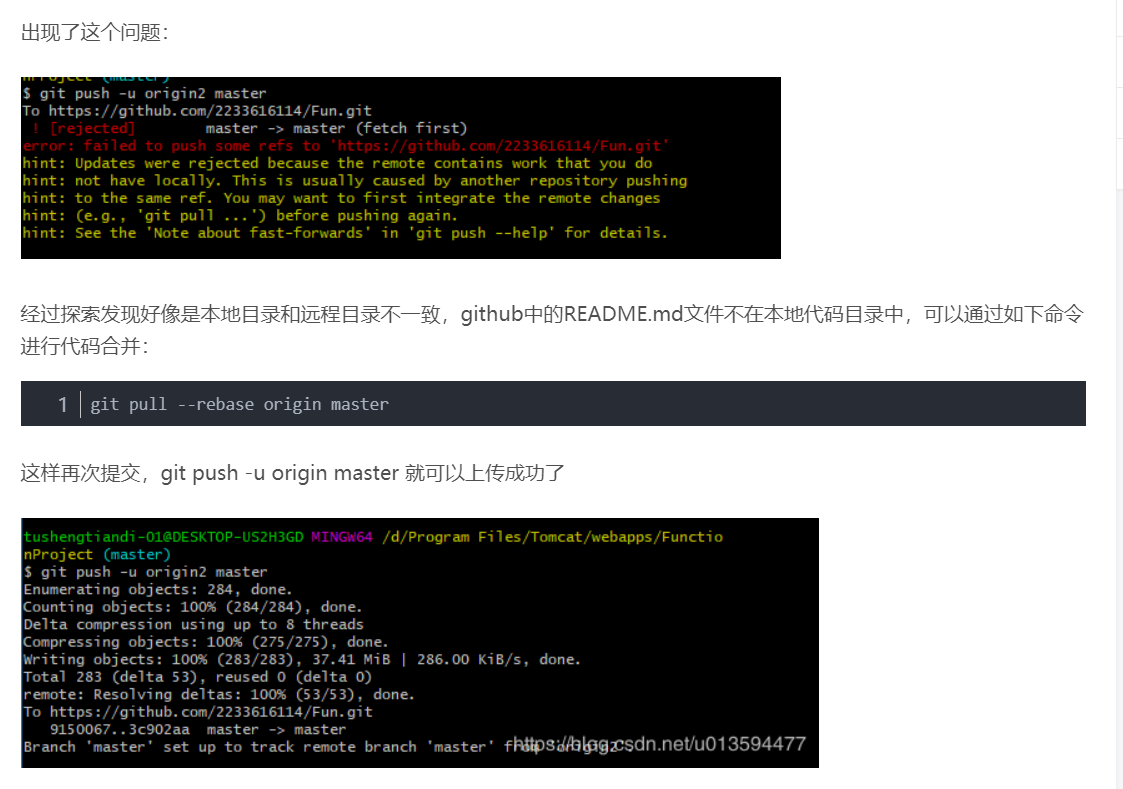 出现了这个问题：
nProject (master)
$ git push -u origin2 master
To https://github.com/2233616114/Fun.git
! [rejected]        master -> master (fetch first)
error: failed to push some refs to 'https://github.com/2233616114/Fun.git'
hint: Updates were rejected because the remote contains work that you do
hint: not have locally. This is usually caused by another repository pushing
hint: to the same ref. You may want to first integrate the remote changes
hint: (e.g., 'git pull ...') before pushing again.
hint: See the 'Note about fast-forwards' in 'git push --help' for details.
经过探索发现好像是本地目录和远程目录不一致，github中的README.md文件不在本地代码目录中，可以通过如下命令
进行代码合并：
1 git pull --rebase origin master
这样再次提交，git push -u origin master 就可以上传成功了
tushengtiandi-01@DESKTOP-US2H3GD MINGW64 /d/Program Files/Tomcat/webapps/Functio
nProject (master)
$ git push -u origin2 master
Enumerating objects: 284, done.
Counting objects: 100% (284/284), done.
Delta compression using up to 8 threads
Compressing objects: 100% (275/275), done.
Writing objects: 100% (283/283), 37.41 MiB | 286.00 KiB/s, done.
Total 283 (delta 53), reused 0 (delta 0)
remote: Resolving deltas: 100% (53/53), done.
To https://github.com/2233616114/Fun.git
9150067..3c902aa  master -> master
Branch 'master' set up to track remote branch 'master' from 'origin2'.
https://blog.csdn.net/u013594477